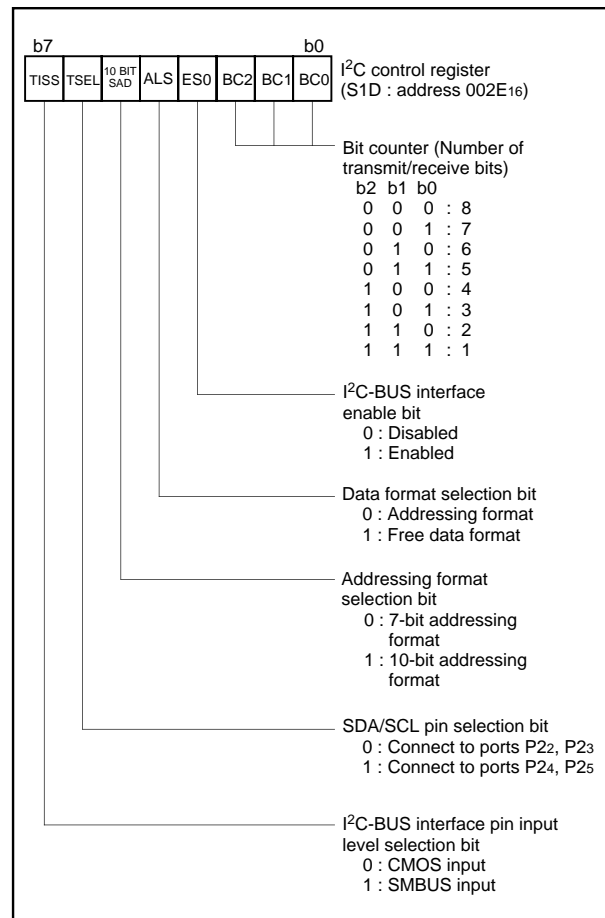 b7 b0
TISS TSEL 10 BIT SAD ALS ES0 BC2 BC1 BC0
I2C control register
(S1D : address 002E16)
Bit counter (Number of
transmit/receive bits)
b2 b1 b0
0 0 0 : 8
0 0 1 : 7
0 1 0 : 6
0 1 1 : 5
1 0 0 : 4
1 0 1 : 3
1 1 0 : 2
1 1 1 : 1
I2C-BUS interface
enable bit
0 : Disabled
1 : Enabled
Data format selection bit
0 : Addressing format
1 : Free data format
Addressing format
selection bit
0 : 7-bit addressing
format
1 : 10-bit addressing
format
SDA/SCL pin selection bit
0 : Connect to ports P22, P23
1 : Connect to ports P24, P25
I2C-BUS interface pin input
level selection bit
0 : CMOS input
1 : SMBUS input